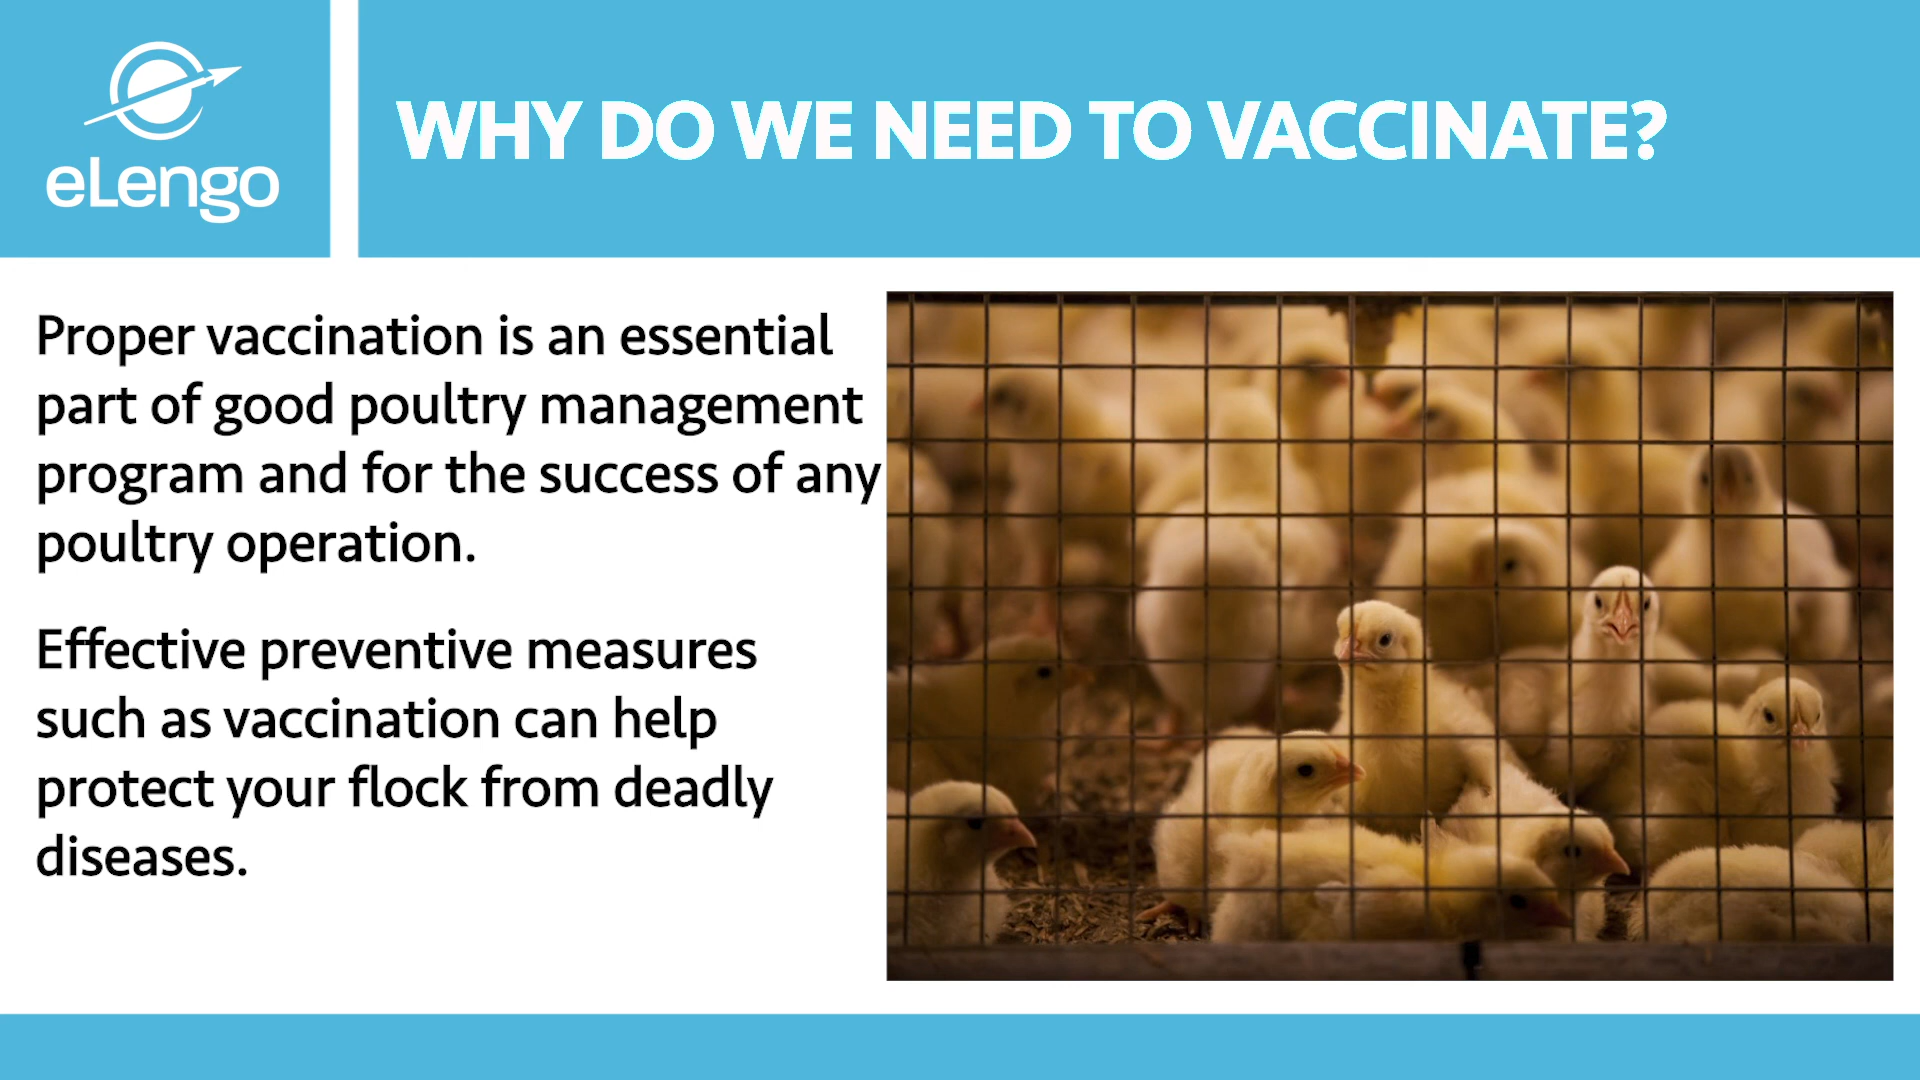 eLengo
WHY DO WE NEED TO VACCINATE?
Proper vaccination is an essential
part of good poultry management
program and for the success of any
poultry operation.
Effective preventive measures
such as vaccination can help
protect your flock from deadly
diseases.